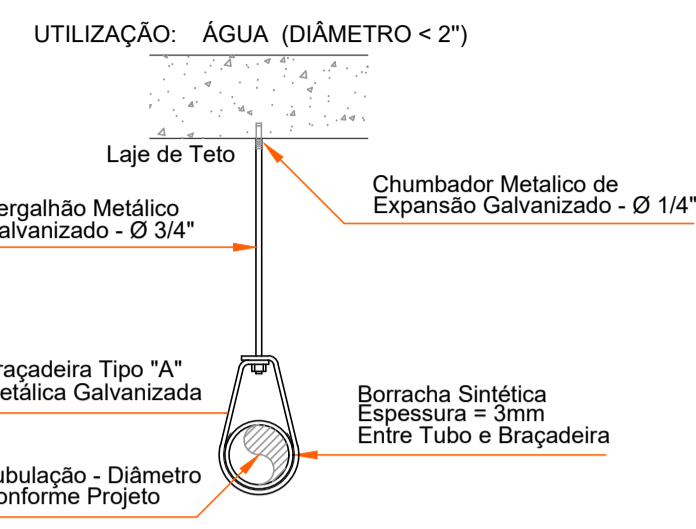 UTILIZAÇÃO: ÁGUA (DIÂMETRO < 2")
Laje de Teto
Chumbador Metalico de
Expansão Galvanizado - Ø 1/4"
ergalhão Metálico
alvanizado - Ø 3/4"
raçadeira Tipo "A"
etálica Galvanizada
Borracha Sintética
Espessura = 3mm
Entre Tubo e Braçadeira
ubulação - Diâmetro
onforme Projeto